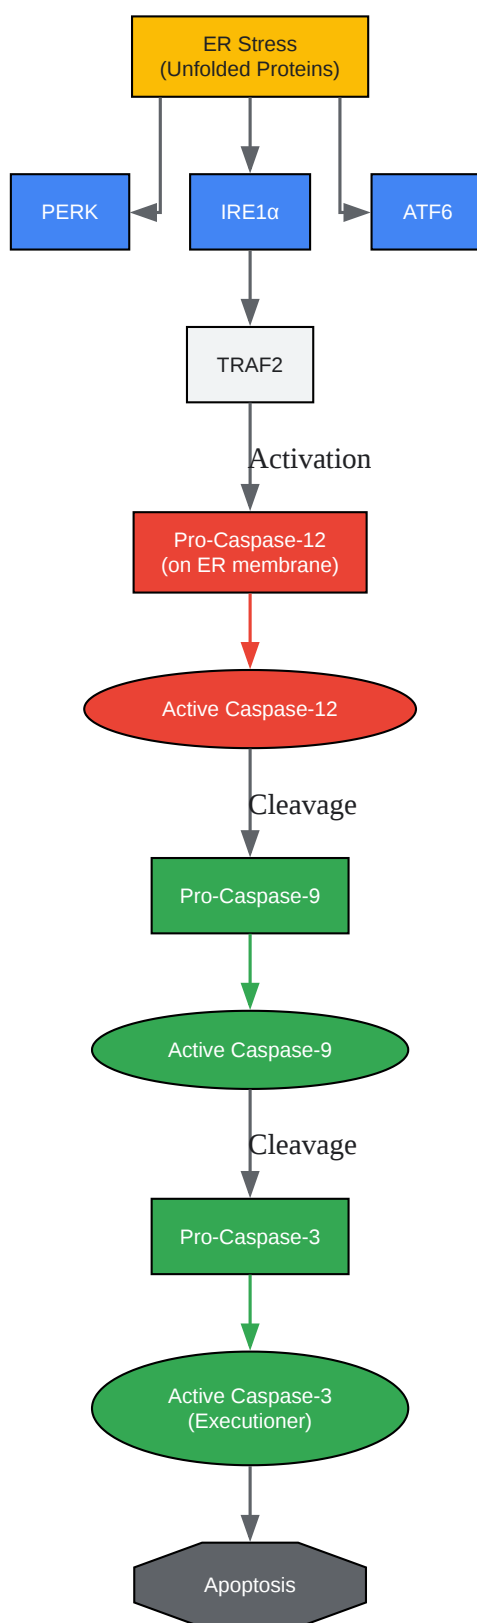 ER Stress
(Unfolded Proteins)
PERK
IRE1α
ATF6
TRAF2
Activation
Pro-Caspase-12
(on ER membrane)
Active Caspase-12
Cleavage
Pro-Caspase-9
Active Caspase-9
Cleavage
Pro-Caspase-3
Active Caspase-3
(Executioner)
Apoptosis